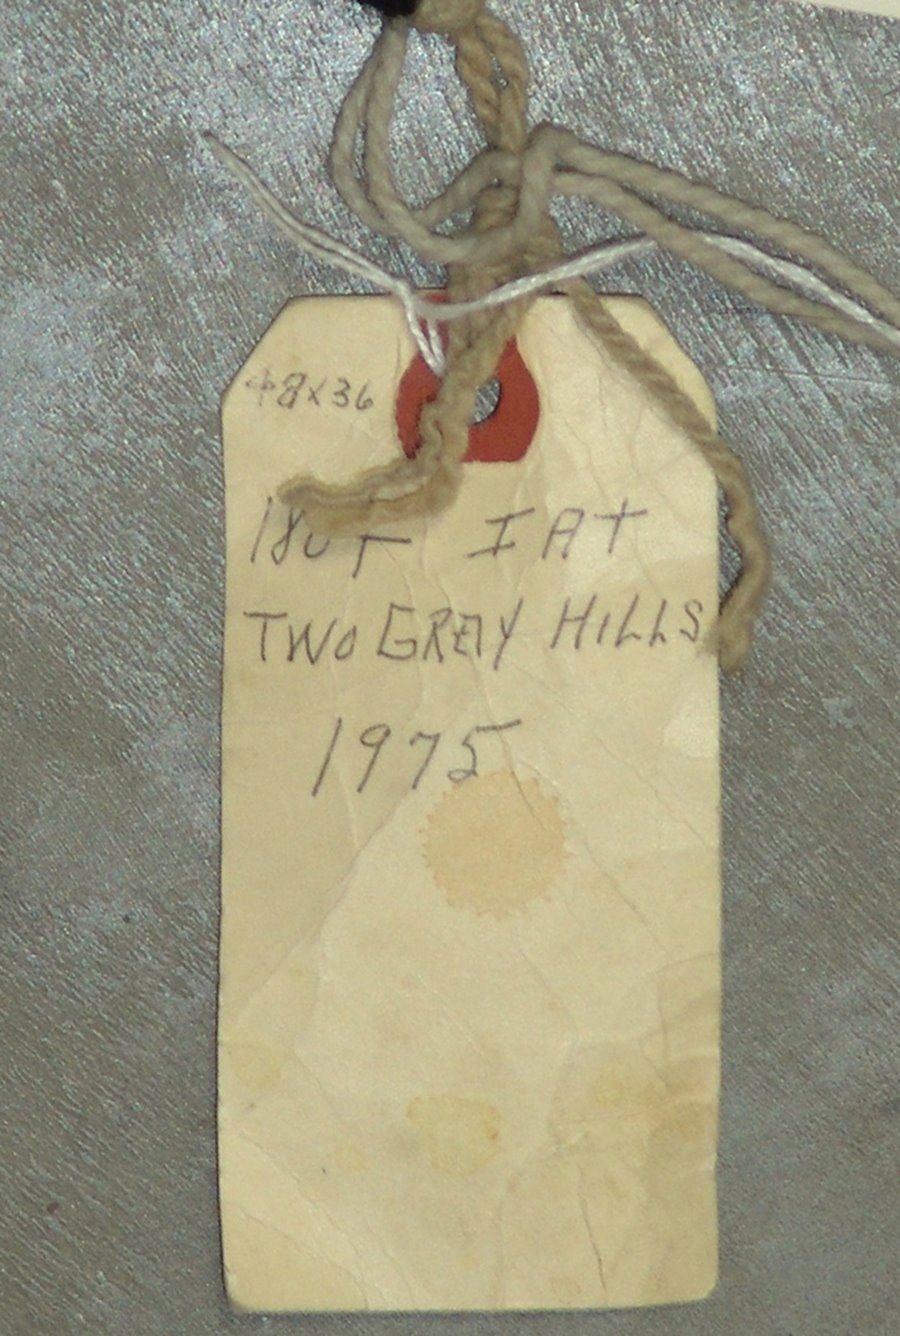 48x36
180F IAT
TWO GREY HILLS
1975